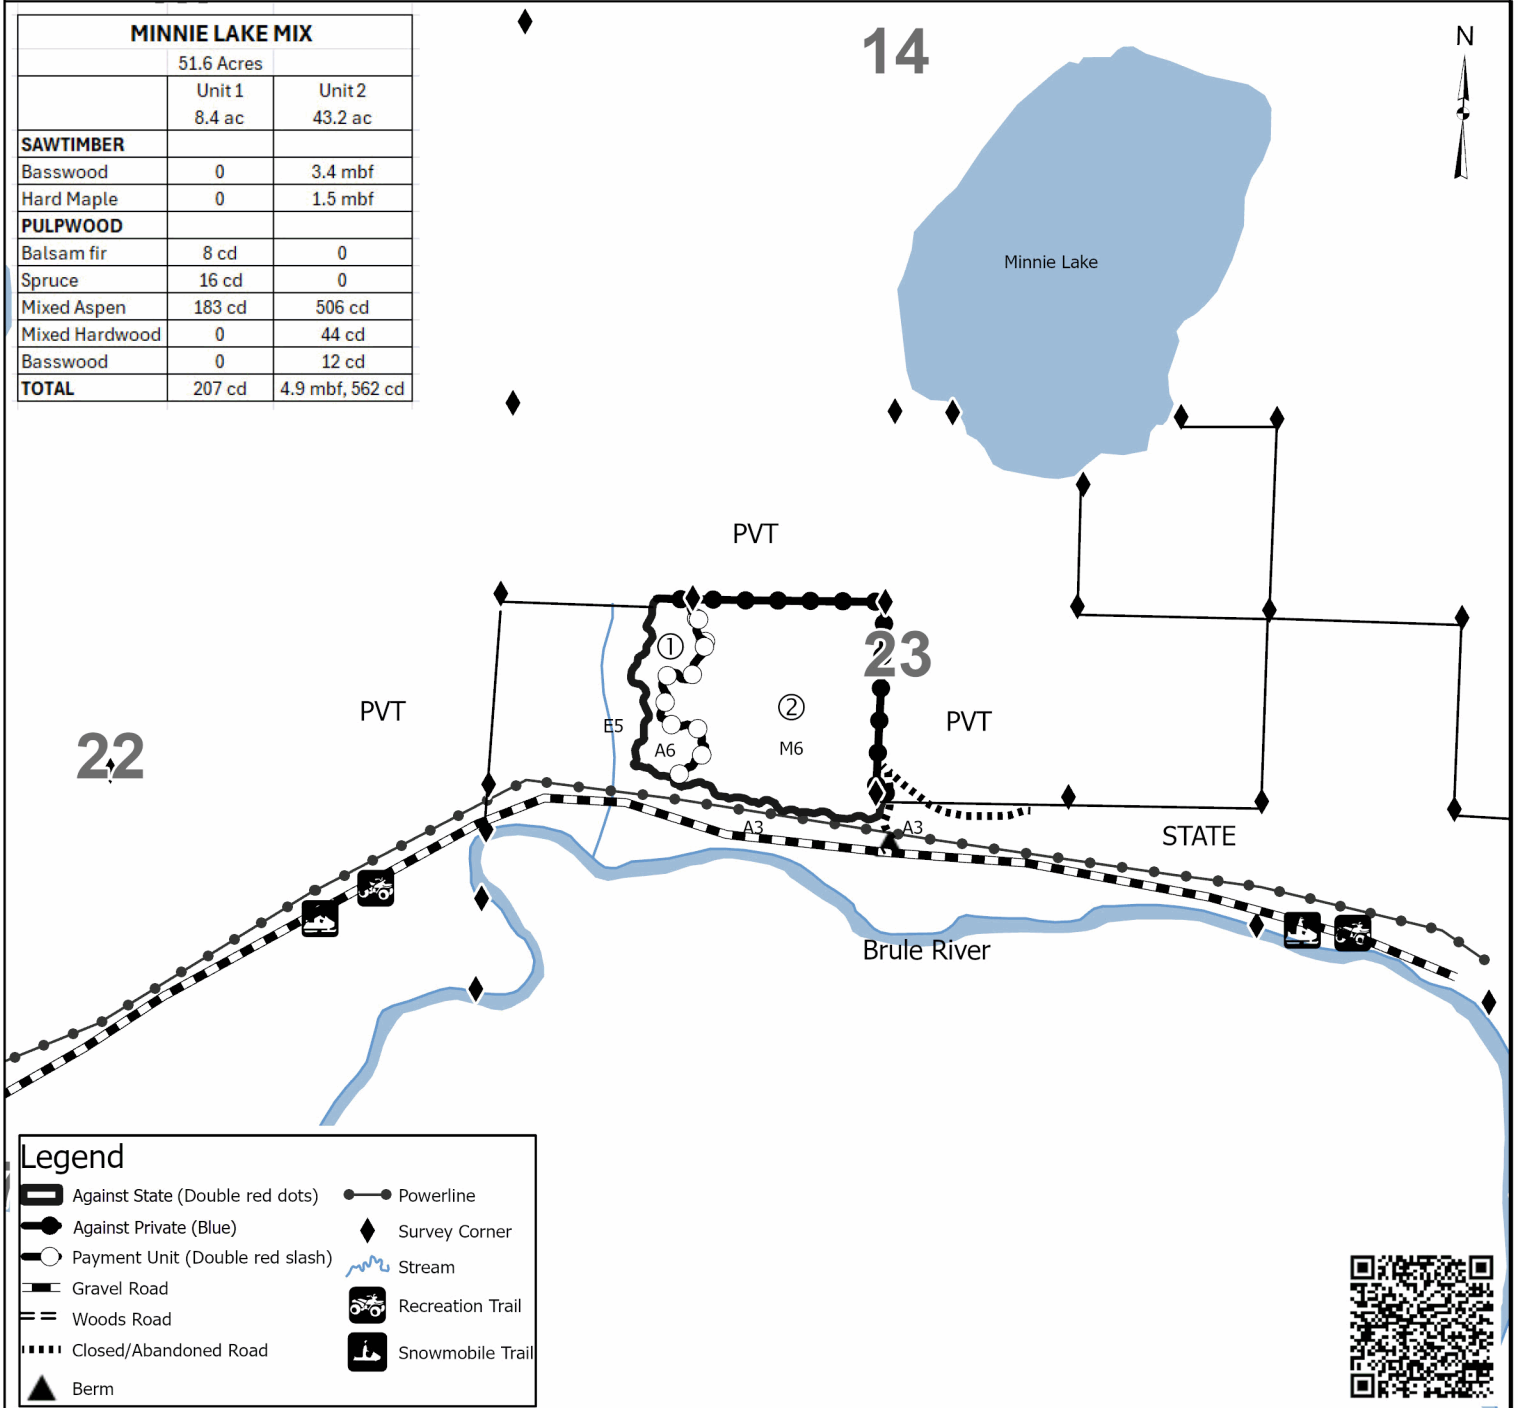 MINNIE LAKE MIX
51.6 Acres
Unit 1 Unit 2
8.4 ac 43.2 ac
SAWTIMBER
Basswood 0 3.4 mbf
Hard Maple 0 1.5 mbf
PULPWOOD
Balsam fir 8 cd 0
Spruce 16 cd 0
Mixed Aspen 183 cd 506 cd
Mixed Hardwood 0 44 cd
Basswood 0 12 cd
TOTAL 207 cd 4.9 mbf, 562 cd
14
N
Minnie Lake
PVT
1
23
2
PVT
PVT
E5
A6
M6
22
A3
A3
STATE
Brule River
Legend
Against State (Double red dots)
Against Private (Blue)
Payment Unit (Double red slash)
Gravel Road
Woods Road
Closed/Abandoned Road
Berm
Powerline
Survey Corner
Stream
Recreation Trail
Snowmobile Trail